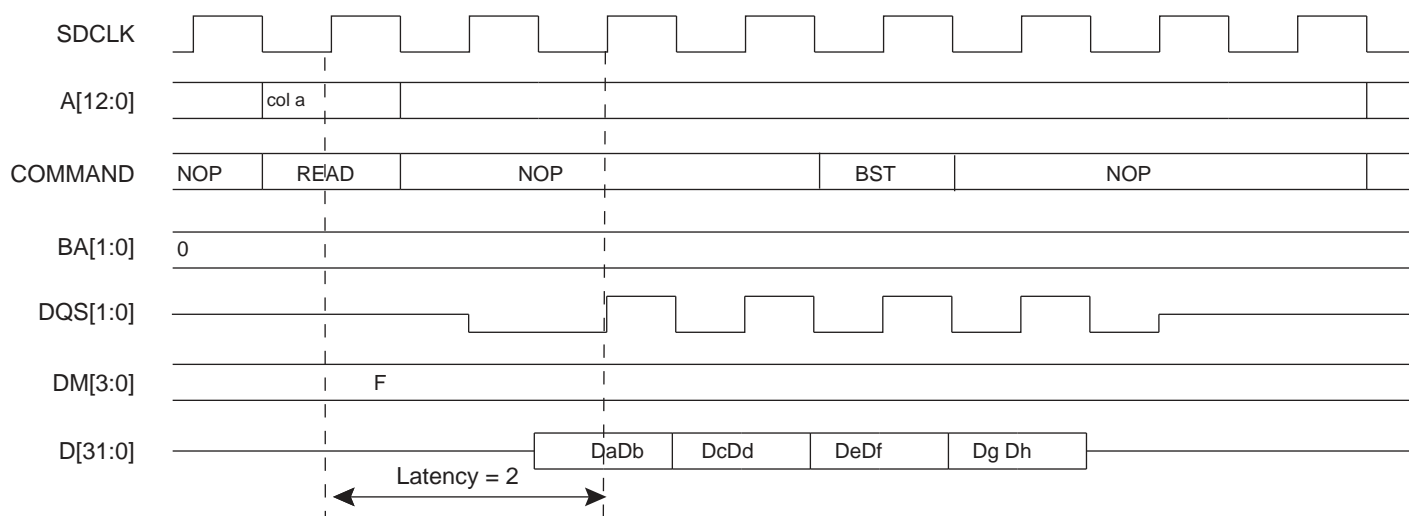 SDCLK
A[12:0] col a
COMMAND NOP READ NOP BST NOP
BA[1:0] 0
DQS[1:0]
DM[3:0] F
D[31:0] DaDb DcDd DeDf Dg Dh
Latency = 2